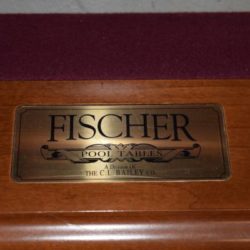 FISCHER
POOL TABLES
A Division Of
THE C.L. BAILEY CO.